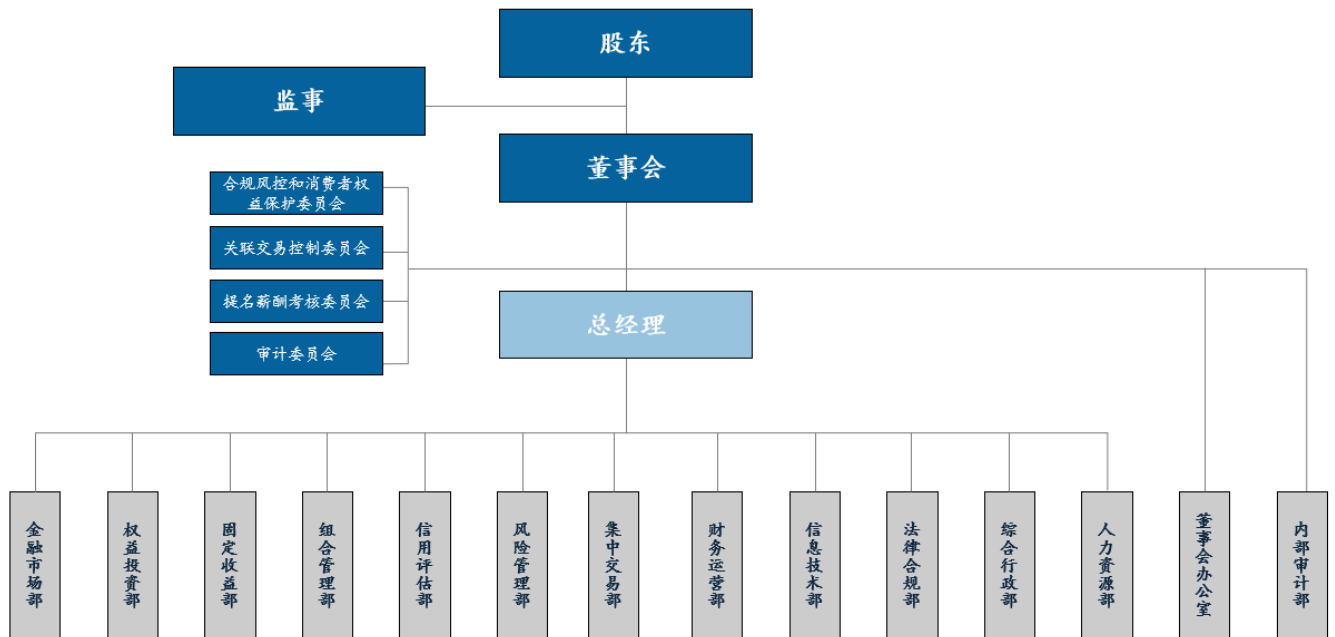 股东
监事
董事会
合规风控和消费者权
益保护委员会
关联交易控制委员会
提名薪酬考核委员会
审计委员会
总经理
金融市场部
权益投资部
固定收益部
组合管理部
信用评估部
风险管理部
集中交易部
财务运营部
信息技术部
法律合规部
综合行政部
人力资源部
董事会办公室
内部审计部